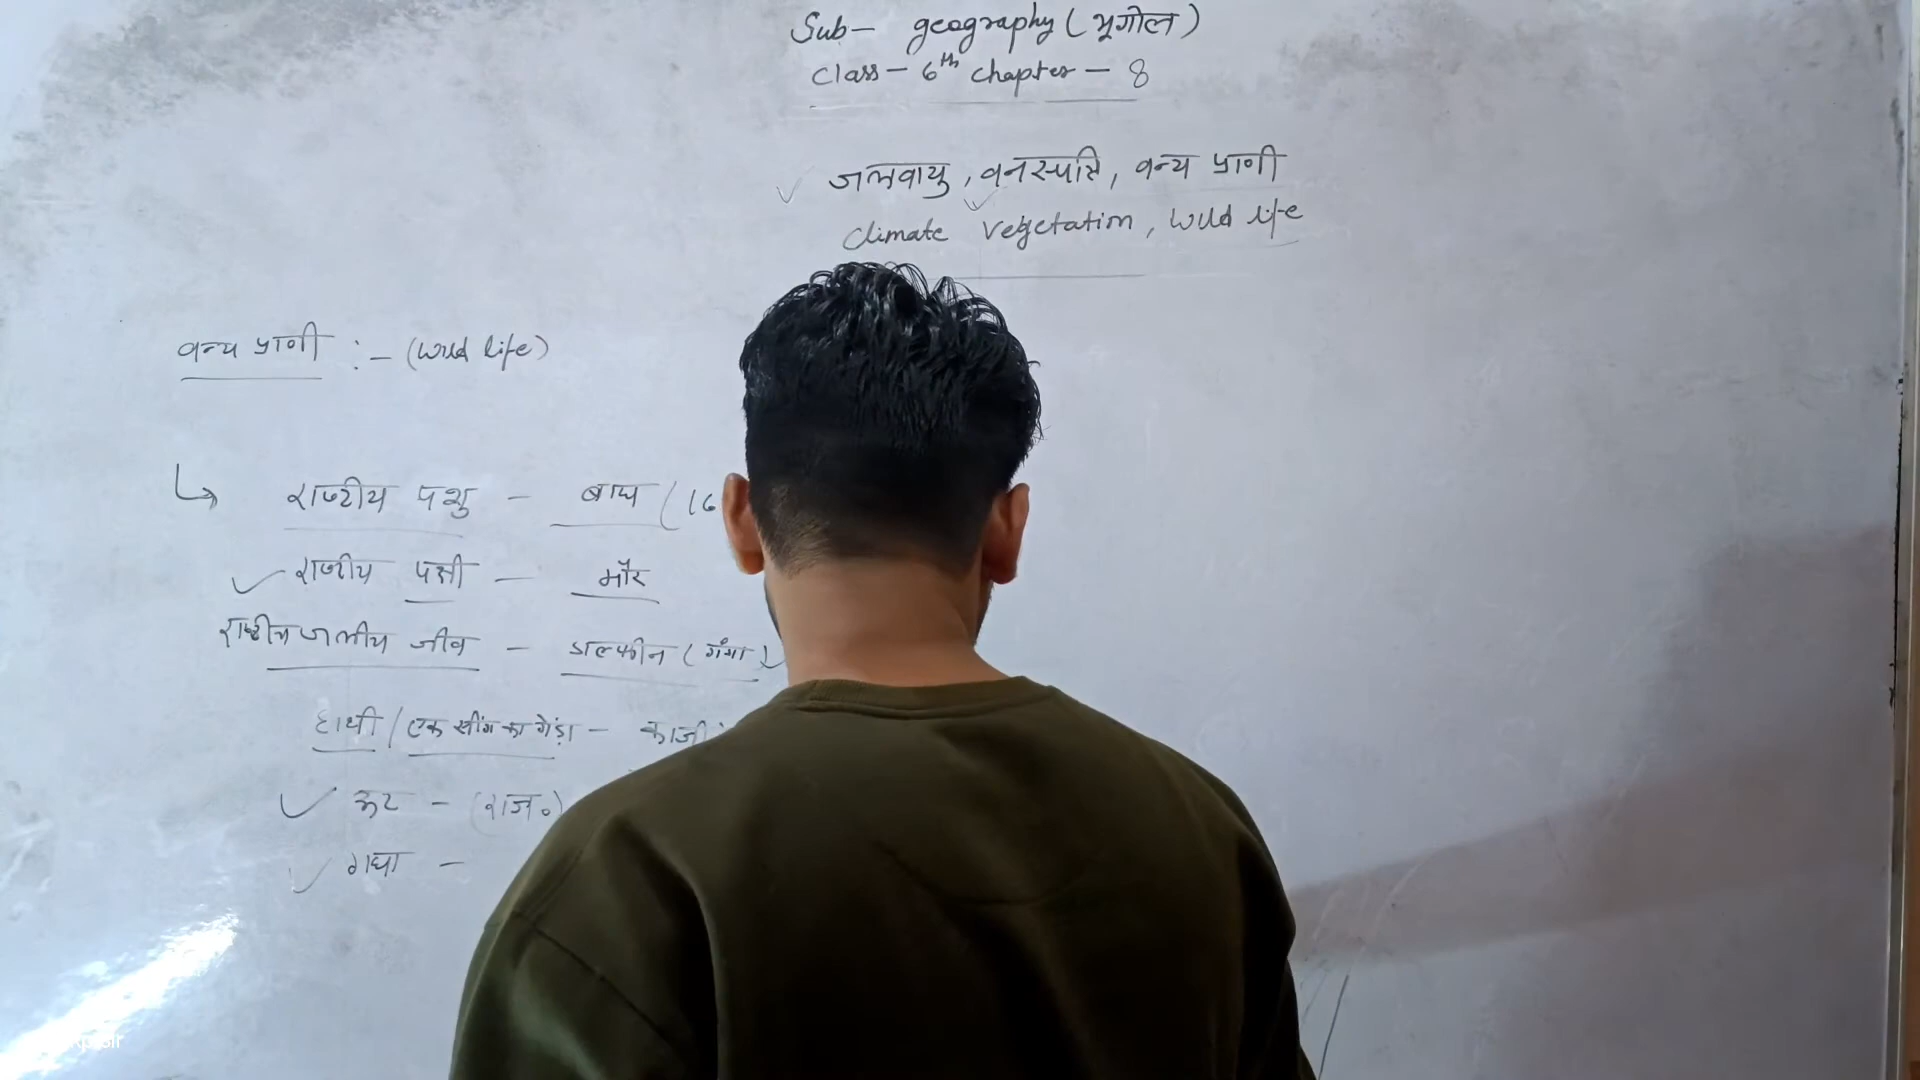 Sub- geography (भूगोल)
Class - 6th chapter - 8
जलवायु, वनस्पति, वन्य प्राणी
climate vegetation, wild life
वन्य प्राणी :- (wild life)
राष्ट्रीय पशु - बाघ (
राष्ट्रीय पक्षी - मौर
राष्ट्रीय जलीय जीव - डाल्फीन (गंगा)
हाथी / एक सींग का गेंड़ा - काजी
ऊट - (राज०)
गधा -